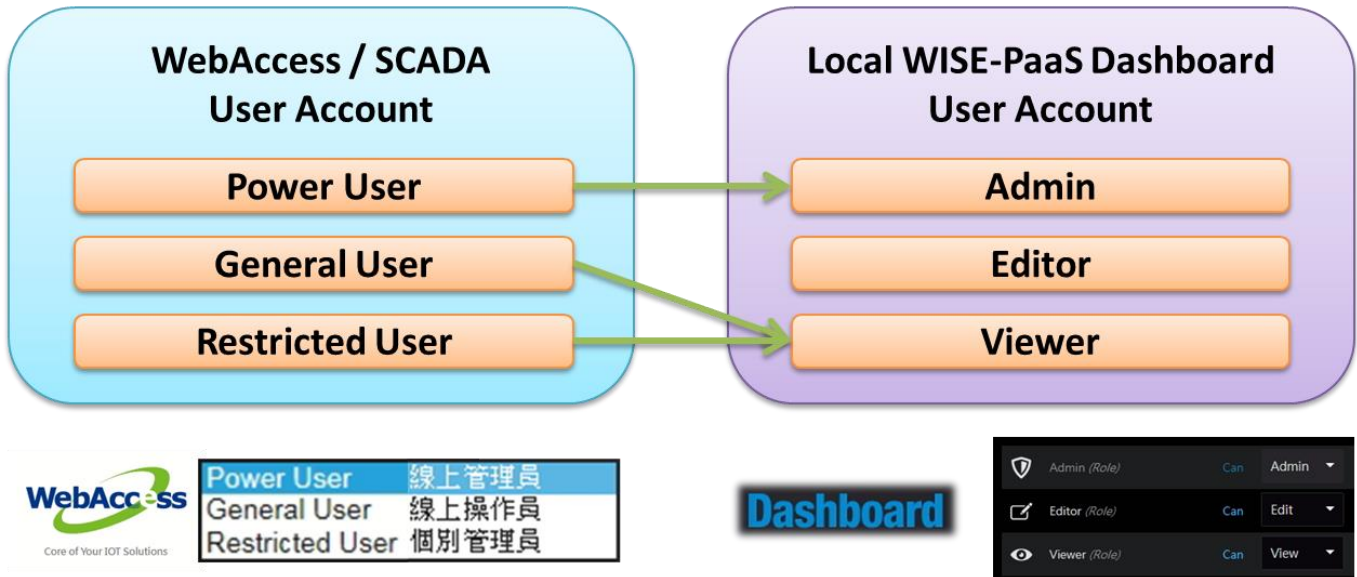 WebAccess / SCADA
User Account
Power User
General User
Restricted User
Local WISE-PaaS Dashboard
User Account
Admin
Editor
Viewer
WebAccess
Core of Your IOT Solutions
Power User 線上管理員
General User 線上操作員
Restricted User 個別管理員
Dashboard
Admin (Role) Can Admin
Editor (Role) Can Edit
Viewer (Role) Can View